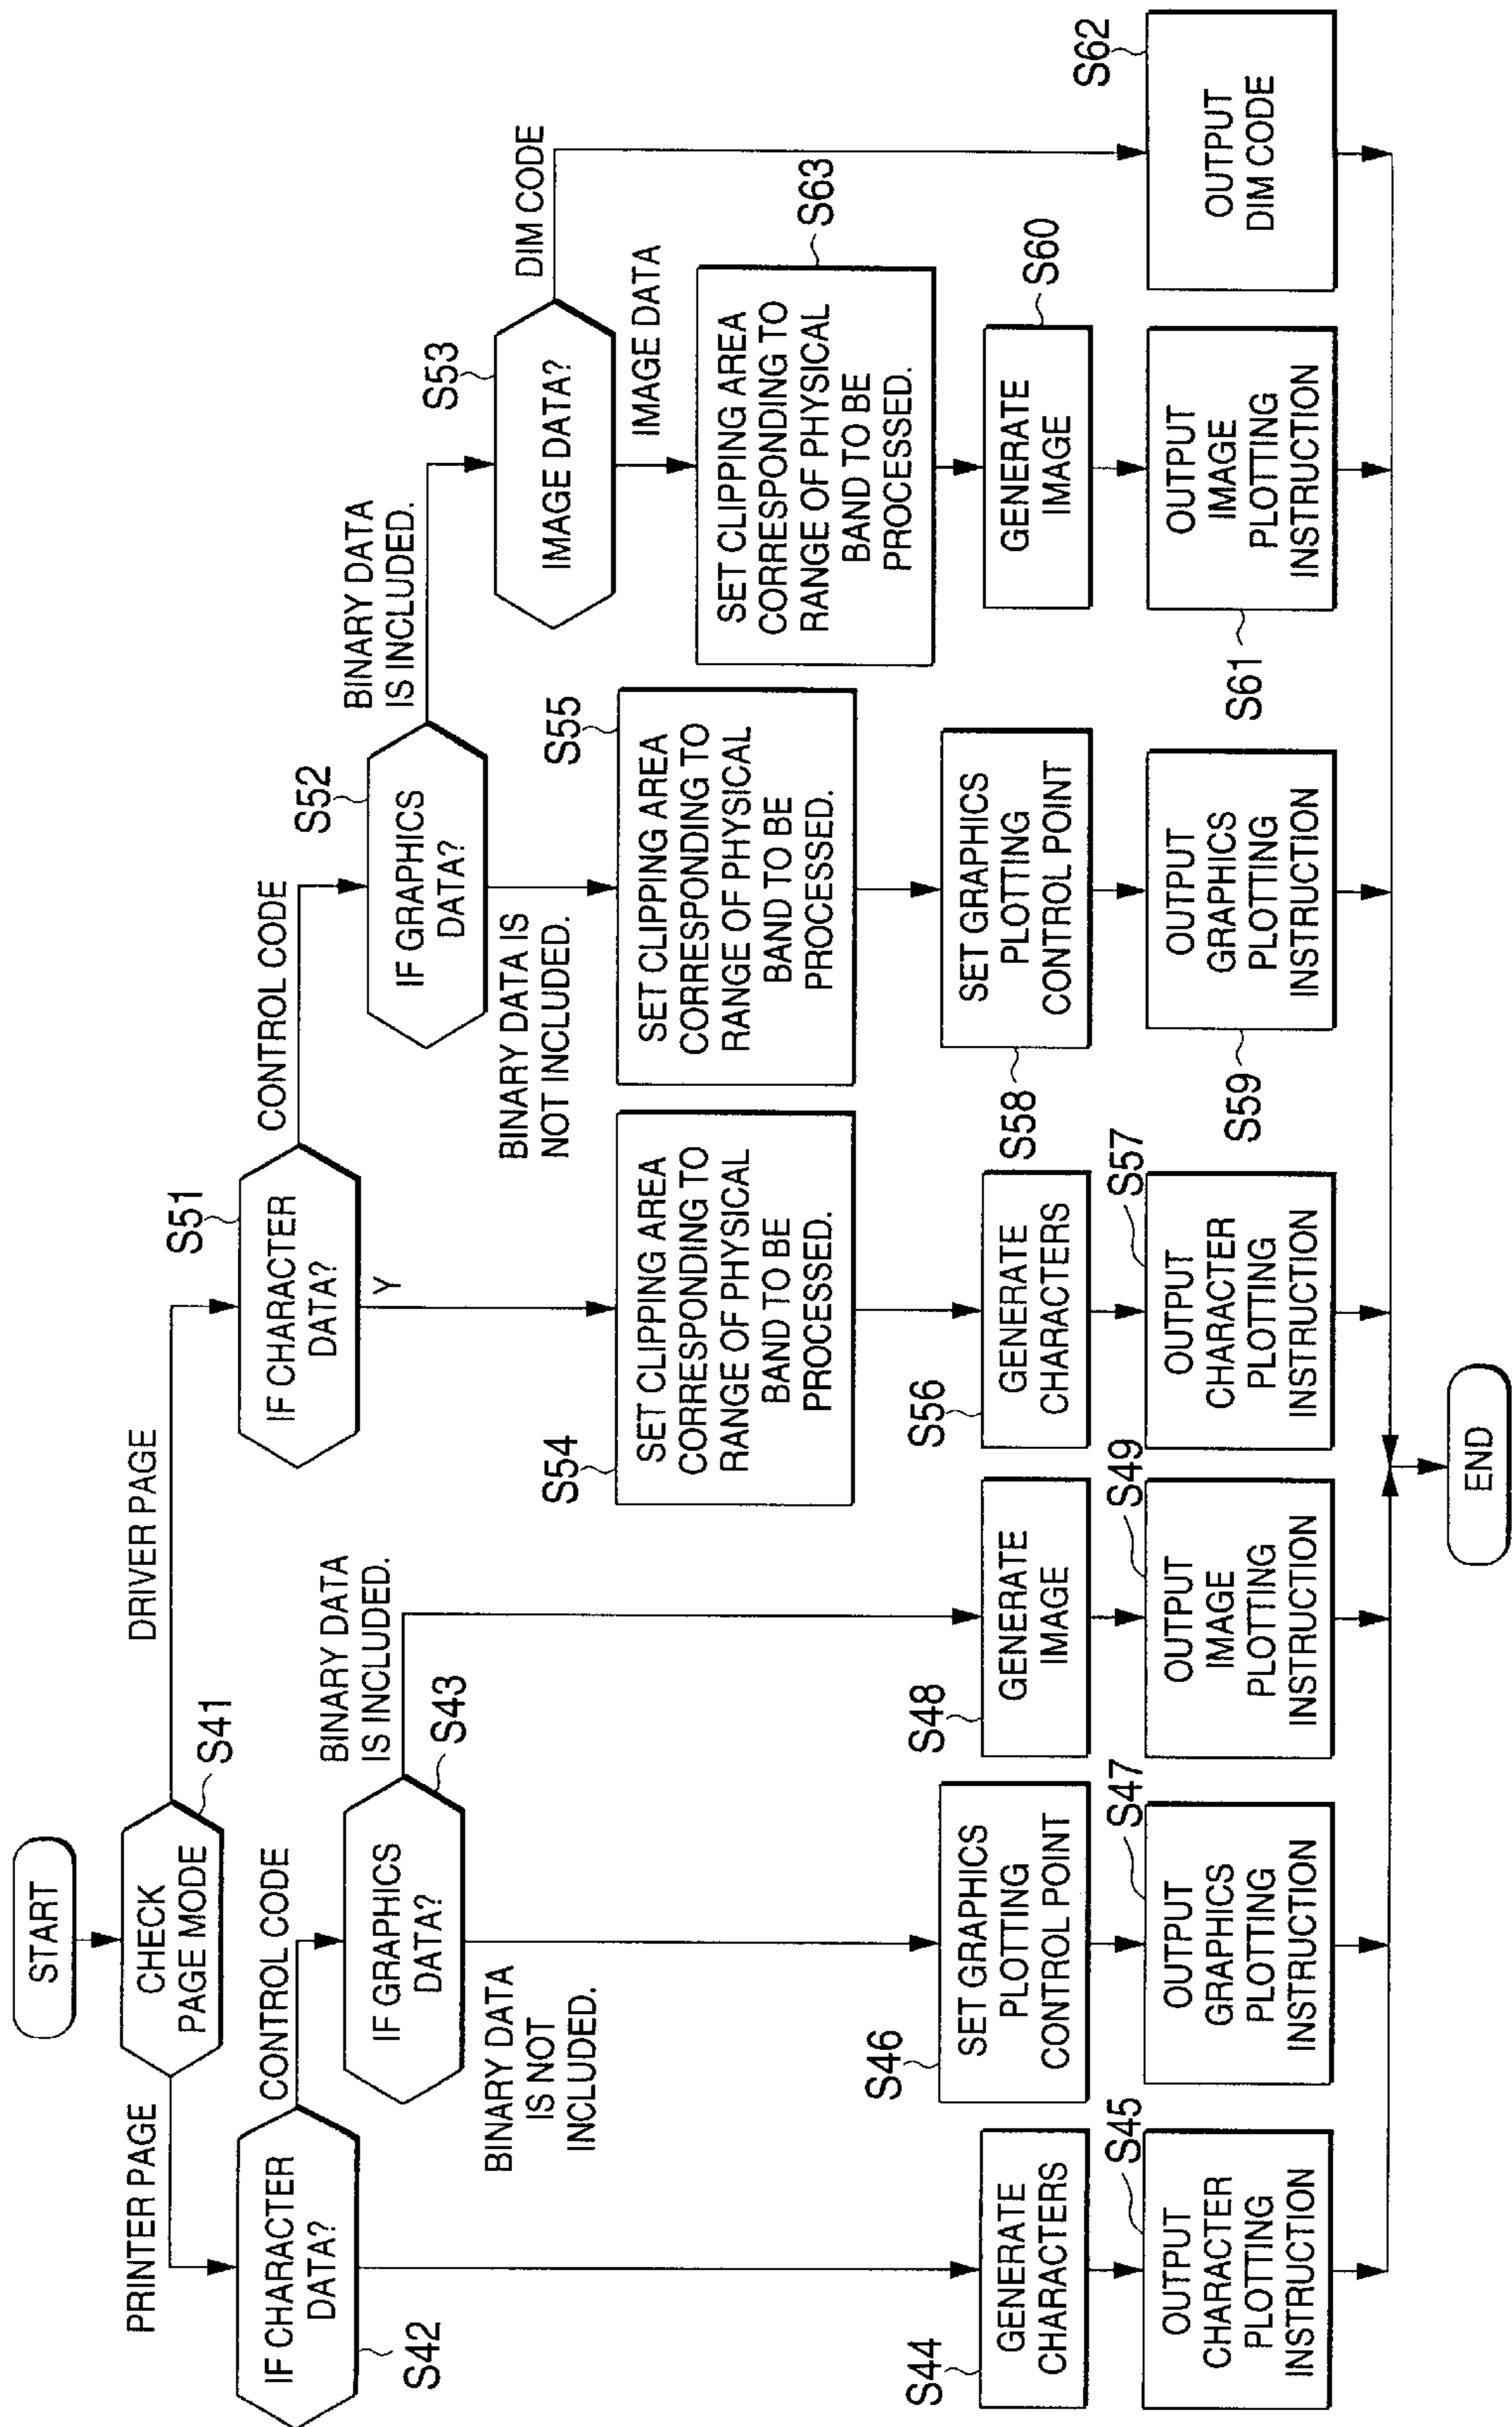 START
CHECK
PAGE MODE
S41
PRINTER PAGE
DRIVER PAGE
IF CHARACTER
DATA?
S42
CONTROL CODE
IF GRAPHICS
DATA?
S43
BINARY DATA
IS NOT
INCLUDED.
BINARY DATA
IS INCLUDED.
S44
GENERATE
CHARACTERS
S45
OUTPUT
CHARACTER
PLOTTING
INSTRUCTION
S46
SET GRAPHICS
PLOTTING
CONTROL POINT
S47
OUTPUT
GRAPHICS
PLOTTING
INSTRUCTION
S48
GENERATE
IMAGE
S49
OUTPUT
IMAGE
PLOTTING
INSTRUCTION
S51
IF CHARACTER
DATA?
Y
CONTROL CODE
S52
IF GRAPHICS
DATA?
BINARY DATA IS
NOT INCLUDED.
BINARY DATA
IS INCLUDED.
S53
IMAGE DATA?
IMAGE DATA
DIM CODE
S54
SET CLIPPING AREA
CORRESPONDING TO
RANGE OF PHYSICAL
BAND TO BE
PROCESSED.
S56
GENERATE
CHARACTERS
S57
OUTPUT
CHARACTER
PLOTTING
INSTRUCTION
S55
SET CLIPPING AREA
CORRESPONDING TO
RANGE OF PHYSICAL
BAND TO BE
PROCESSED.
S58
SET GRAPHICS
PLOTTING
CONTROL POINT
S59
OUTPUT
GRAPHICS
PLOTTING
INSTRUCTION
S63
SET CLIPPING AREA
CORRESPONDING TO
RANGE OF PHYSICAL
BAND TO BE
PROCESSED.
S60
GENERATE
IMAGE
S61
OUTPUT
IMAGE
PLOTTING
INSTRUCTION
S62
OUTPUT
DIM CODE
END